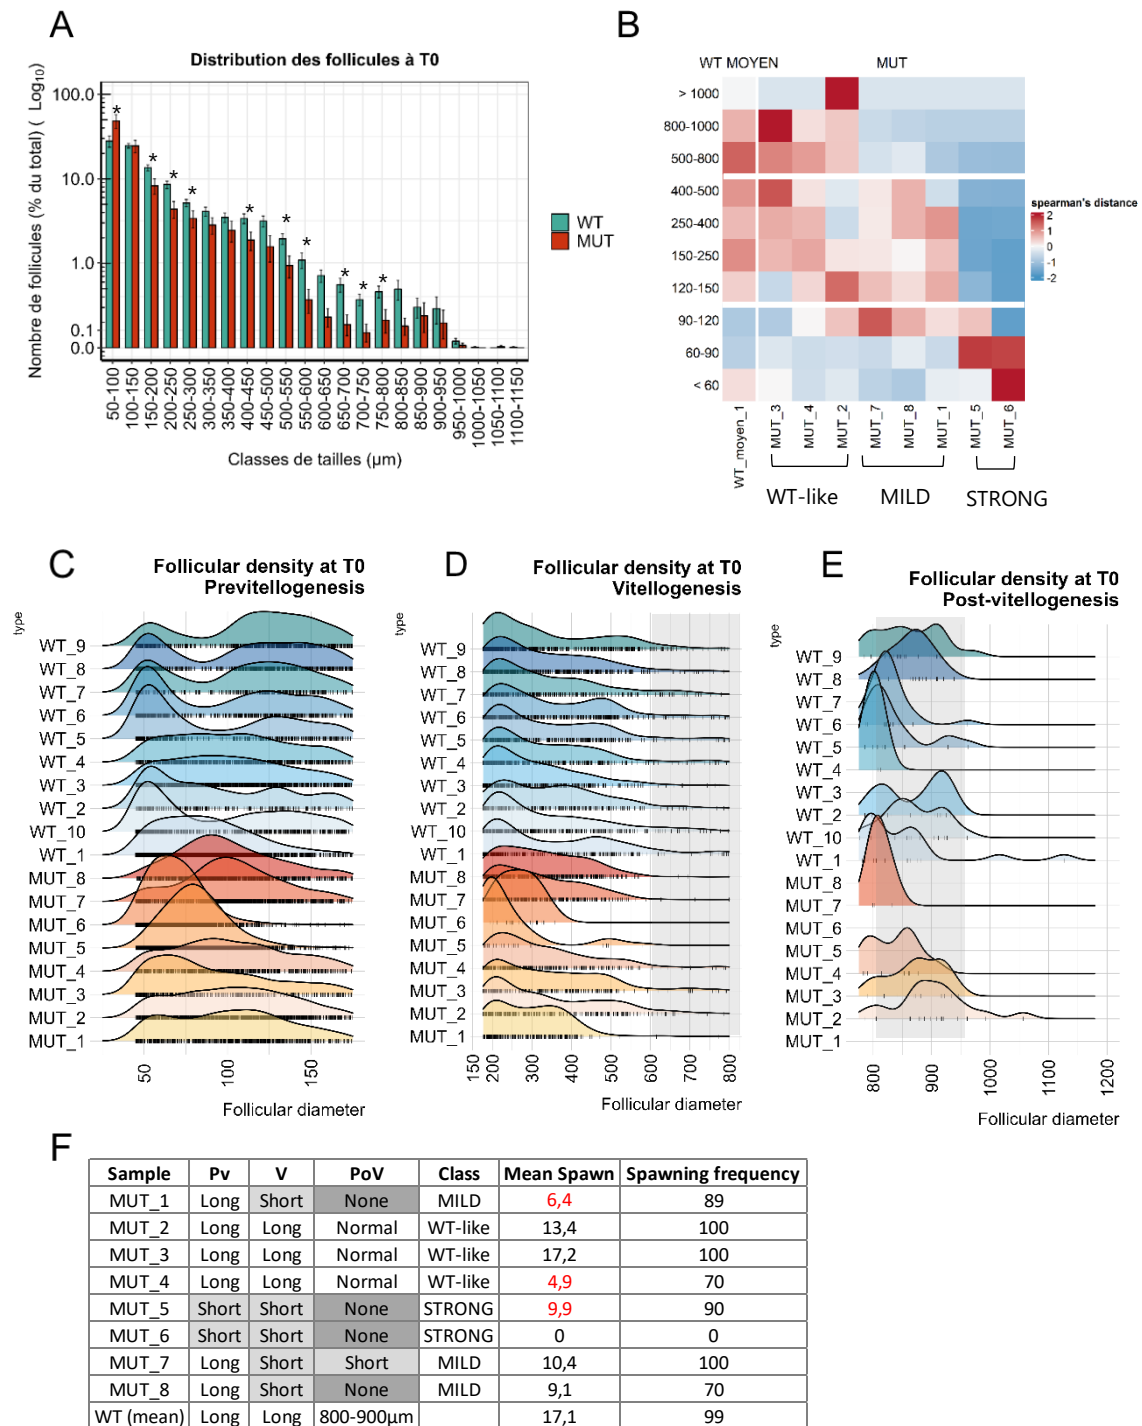 A
Distribution des follicules à T0
Nombre de follicules (% du total) ( Log10)
100.0
10.0
1.0
0.1
0.0
* * * * * * * * * *
50-100
100-150
150-200
200-250
250-300
300-350
350-400
400-450
450-500
500-550
550-600
600-650
650-700
700-750
750-800
800-850
850-900
900-950
950-1000
1000-1050
1050-1100
1100-1150
Classes de tailles (µm)
WT
MUT
B
WT MOYEN MUT
> 1000
800-1000
500-800
400-500
250-400
150-250
120-150
90-120
60-90
< 60
WT_moyen_1
MUT_3
MUT_4
MUT_2
MUT_7
MUT_8
MUT_1
MUT_5
MUT_6
WT-like MILD STRONG
spearman's distance
2
1
0
-1
-2
C
Follicular density at T0
Previtellogenesis
type
WT_9
WT_8
WT_7
WT_6
WT_5
WT_4
WT_3
WT_2
WT_10
WT_1
MUT_8
MUT_7
MUT_6
MUT_5
MUT_4
MUT_3
MUT_2
MUT_1
50
100
150
Follicular diameter
D
Follicular density at T0
Vitellogenesis
type
WT_9
WT_8
WT_7
WT_6
WT_5
WT_4
WT_3
WT_2
WT_10
WT_1
MUT_8
MUT_7
MUT_6
MUT_5
MUT_4
MUT_3
MUT_2
MUT_1
150
200
300
400
500
600
700
800
Follicular diameter
E
Follicular density at T0
Post-vitellogenesis
type
WT_9
WT_8
WT_7
WT_6
WT_5
WT_4
WT_3
WT_2
WT_10
WT_1
MUT_8
MUT_7
MUT_6
MUT_5
MUT_4
MUT_3
MUT_2
MUT_1
800
900
1000
1100
1200
Follicular diameter
F
Sample Pv V PoV Class Mean Spawn Spawning frequency
MUT_1 Long Short None MILD 6,4 89
MUT_2 Long Long Normal WT-like 13,4 100
MUT_3 Long Long Normal WT-like 17,2 100
MUT_4 Long Long Normal WT-like 4,9 70
MUT_5 Short Short None STRONG 9,9 90
MUT_6 Short Short None STRONG 0 0
MUT_7 Long Short Short MILD 10,4 100
MUT_8 Long Short None MILD 9,1 70
WT (mean) Long Long 800-900µm 17,1 99